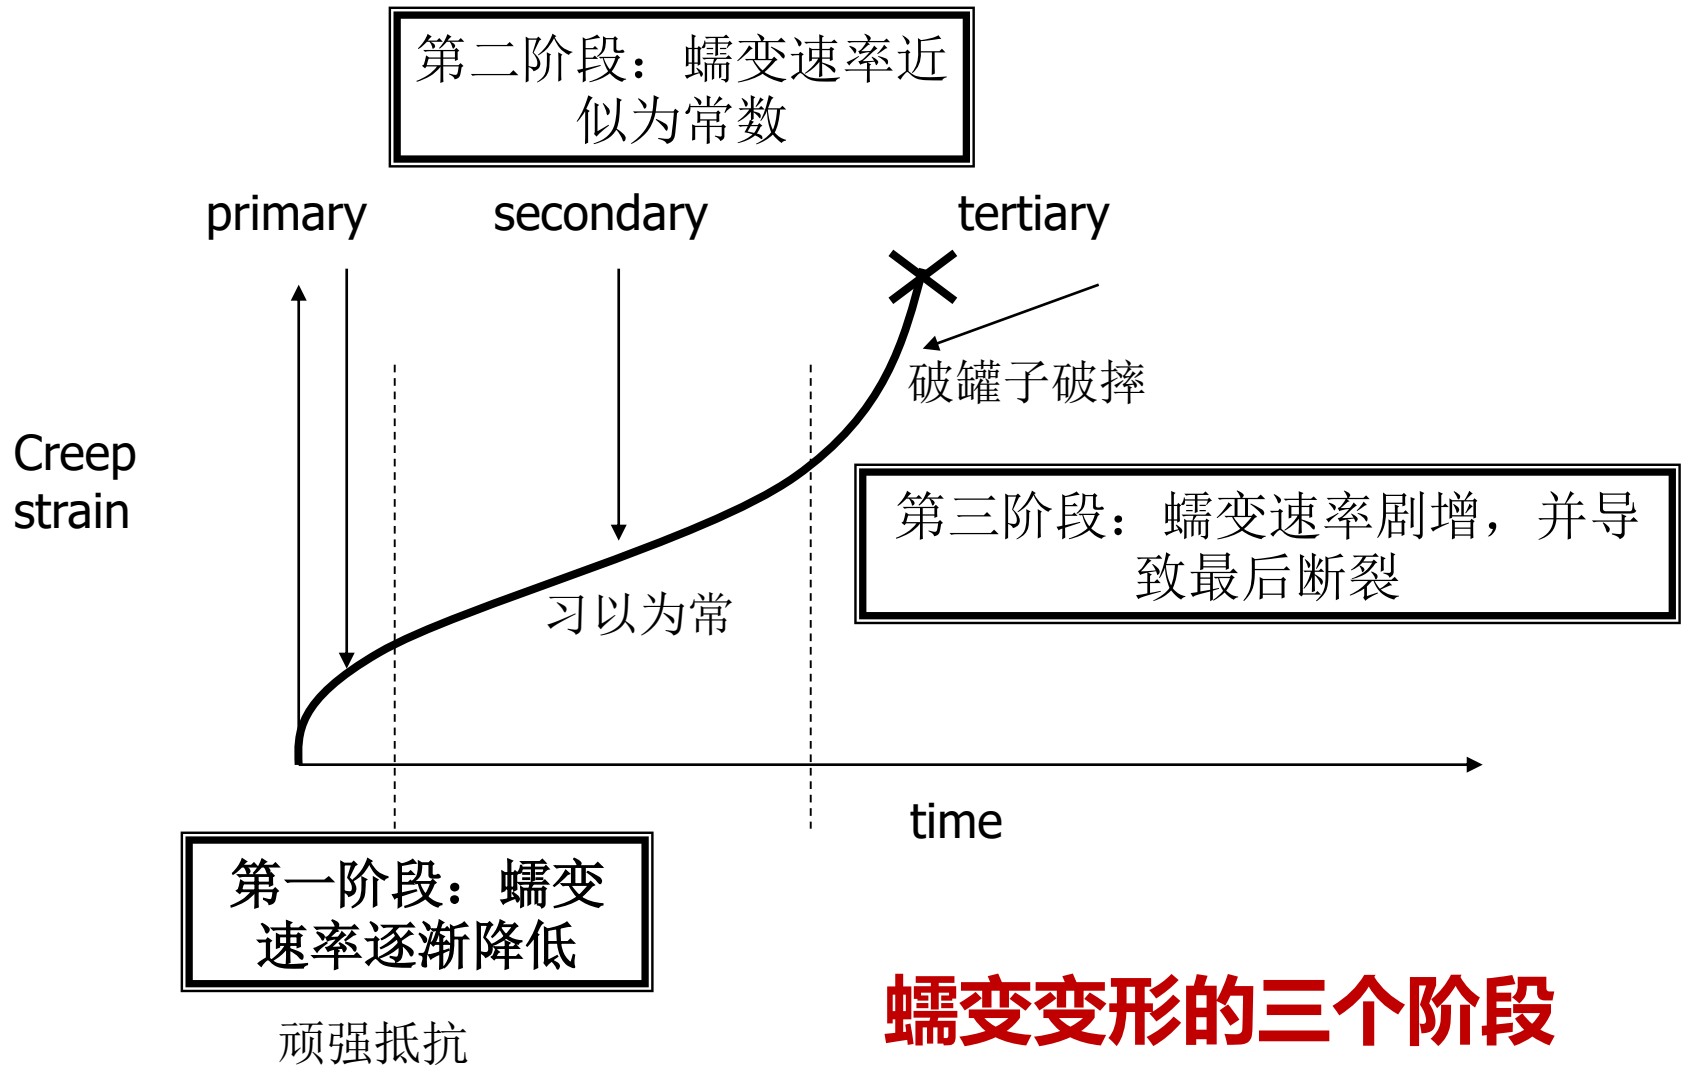 第二阶段：蠕变速率近
似为常数
primary
secondary
tertiary
破罐子破摔
Creep
strain
第三阶段：蠕变速率剧增，并导
致最后断裂
习以为常
time
第一阶段：蠕变
速率逐渐降低
顽强抵抗
蠕变变形的三个阶段